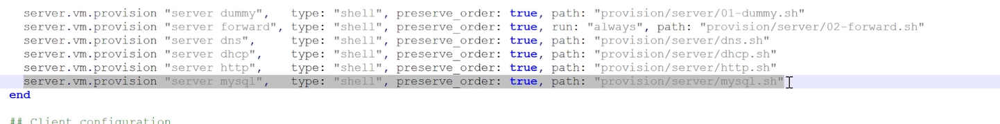 server.vm.provision "server dummy",   type: "shell", preserve_order: true, path: "provision/server/01-dummy.sh"
server.vm.provision "server forward", type: "shell", preserve_order: true, run: "always", path: "provision/server/02-forward.sh"
server.vm.provision "server dns",     type: "shell", preserve_order: true, path: "provision/server/dns.sh"
server.vm.provision "server dhcp",    type: "shell", preserve_order: true, path: "provision/server/dhcp.sh"
server.vm.provision "server http",    type: "shell", preserve_order: true, path: "provision/server/http.sh"
server.vm.provision "server mysql",   type: "shell", preserve_order: true, path: "provision/server/mysql.sh"
end
## Client configuration